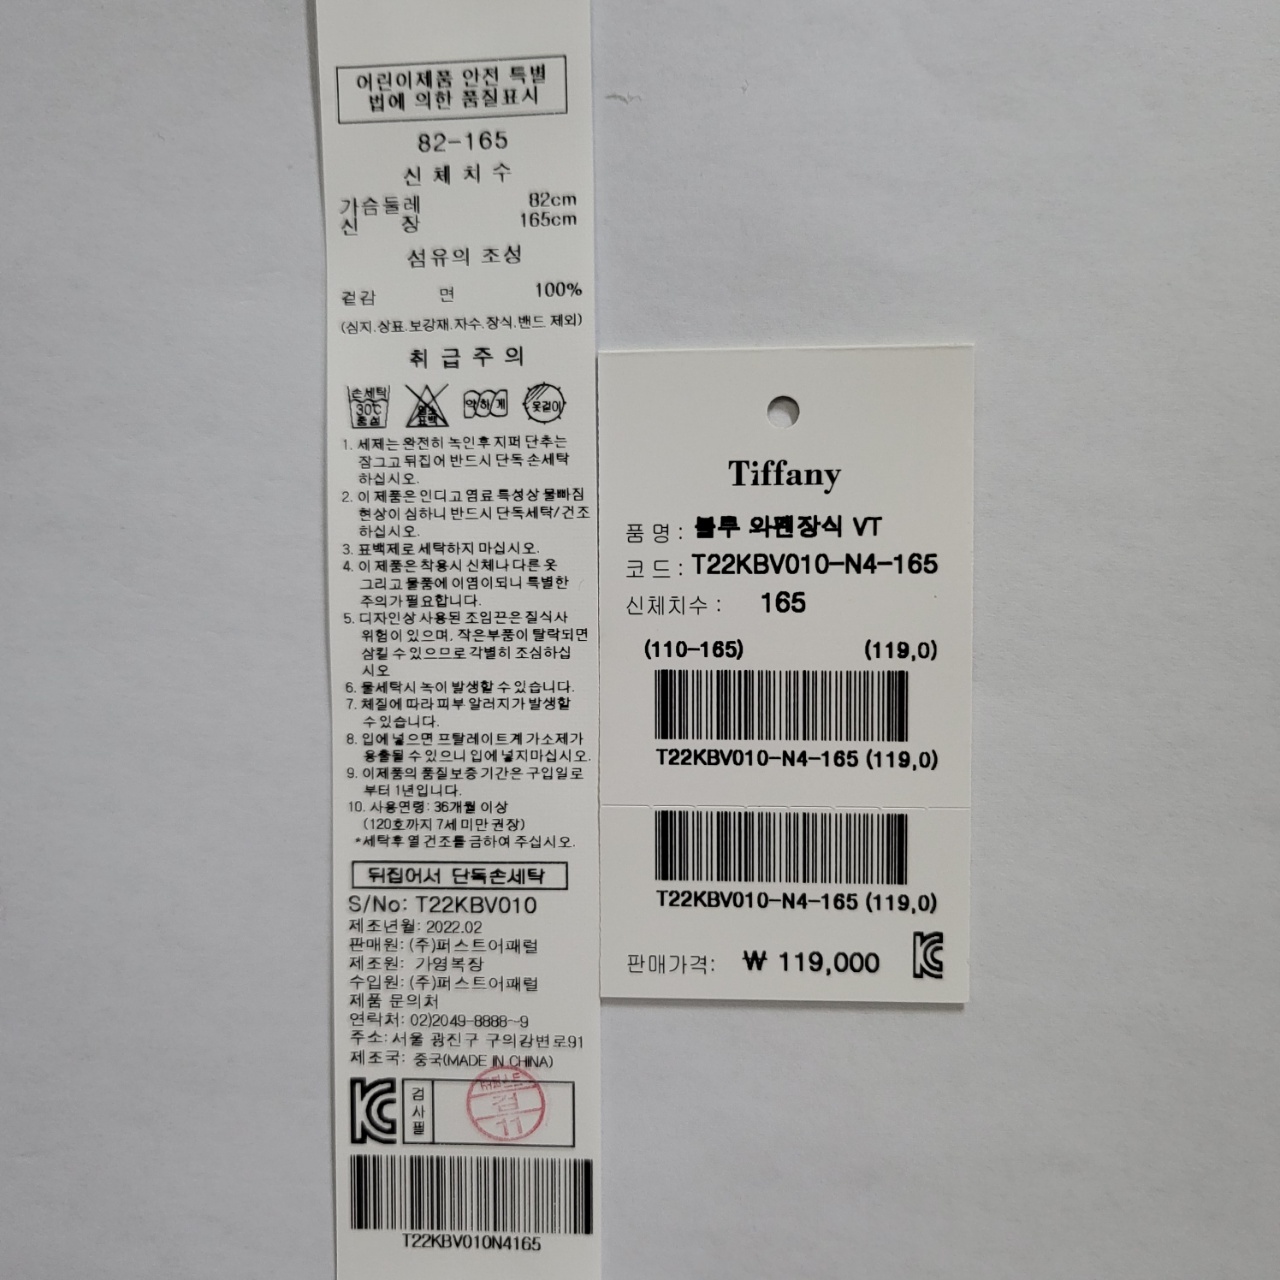 어린이제품 안전 특별
법에 의한 품질표시
82-165
신 체 치 수
가슴둘레 82cm
신 장 165cm
섬유의 조성
겉감 면 100%
(심지.상표.보강재.자수.장식.밴드 제외)
취 급 주 의
손세탁
30℃
중성
염소
표백
약하게
옷걸이
1. 세제는 완전히 녹인후 지퍼 단추는
잠그고 뒤집어 반드시 단독 손세탁
하십시오.
2. 이 제품은 인디고 염료 특성상 물빠짐
현상이 심하니 반드시 단독세탁/건조
하십시오.
3. 표백제로 세탁하지 마십시오.
4. 이 제품은 착용시 신체나 다른 옷
그리고 물품에 이염이되니 특별한
주의가 필요합니다.
5. 디자인상 사용된 조임끈은 질식사
위험이 있으며, 작은부품이 탈락되면
삼킬 수 있으므로 각별히 조심하십
시오
6. 물세탁시 녹이 발생할 수 있습니다.
7. 체질에 따라 피부 알러지가 발생할
수 있습니다.
8. 입에 넣으면 프탈레이트계 가소제가
용출될 수 있으니 입에 넣지마십시오.
9. 이제품의 품질보증 기간은 구입일로
부터 1년입니다.
10. 사용연령: 36개월 이상
(120호까지 7세 미만 권장)
*세탁후 열 건조를 금하여 주십시오.
뒤집어서 단독손세탁
S/No: T22KBV010
제조년월: 2022.02
판매원: (주)퍼스트어패럴
제조원: 가영복장
수입원: (주)퍼스트어패럴
제품 문의처
연락처: 02)2049-8888~9
주소: 서울 광진구 구의강변로91
제조국: 중국(MADE IN CHINA)
KC
검사필
검
11
T22KBV010N4165
Tiffany
품 명 : 블루 와펜장식 VT
코 드 : T22KBV010-N4-165
신체치수 : 165
(110-165) (119,0)
T22KBV010-N4-165 (119,0)
T22KBV010-N4-165 (119,0)
판매가격: ₩ 119,000
KC